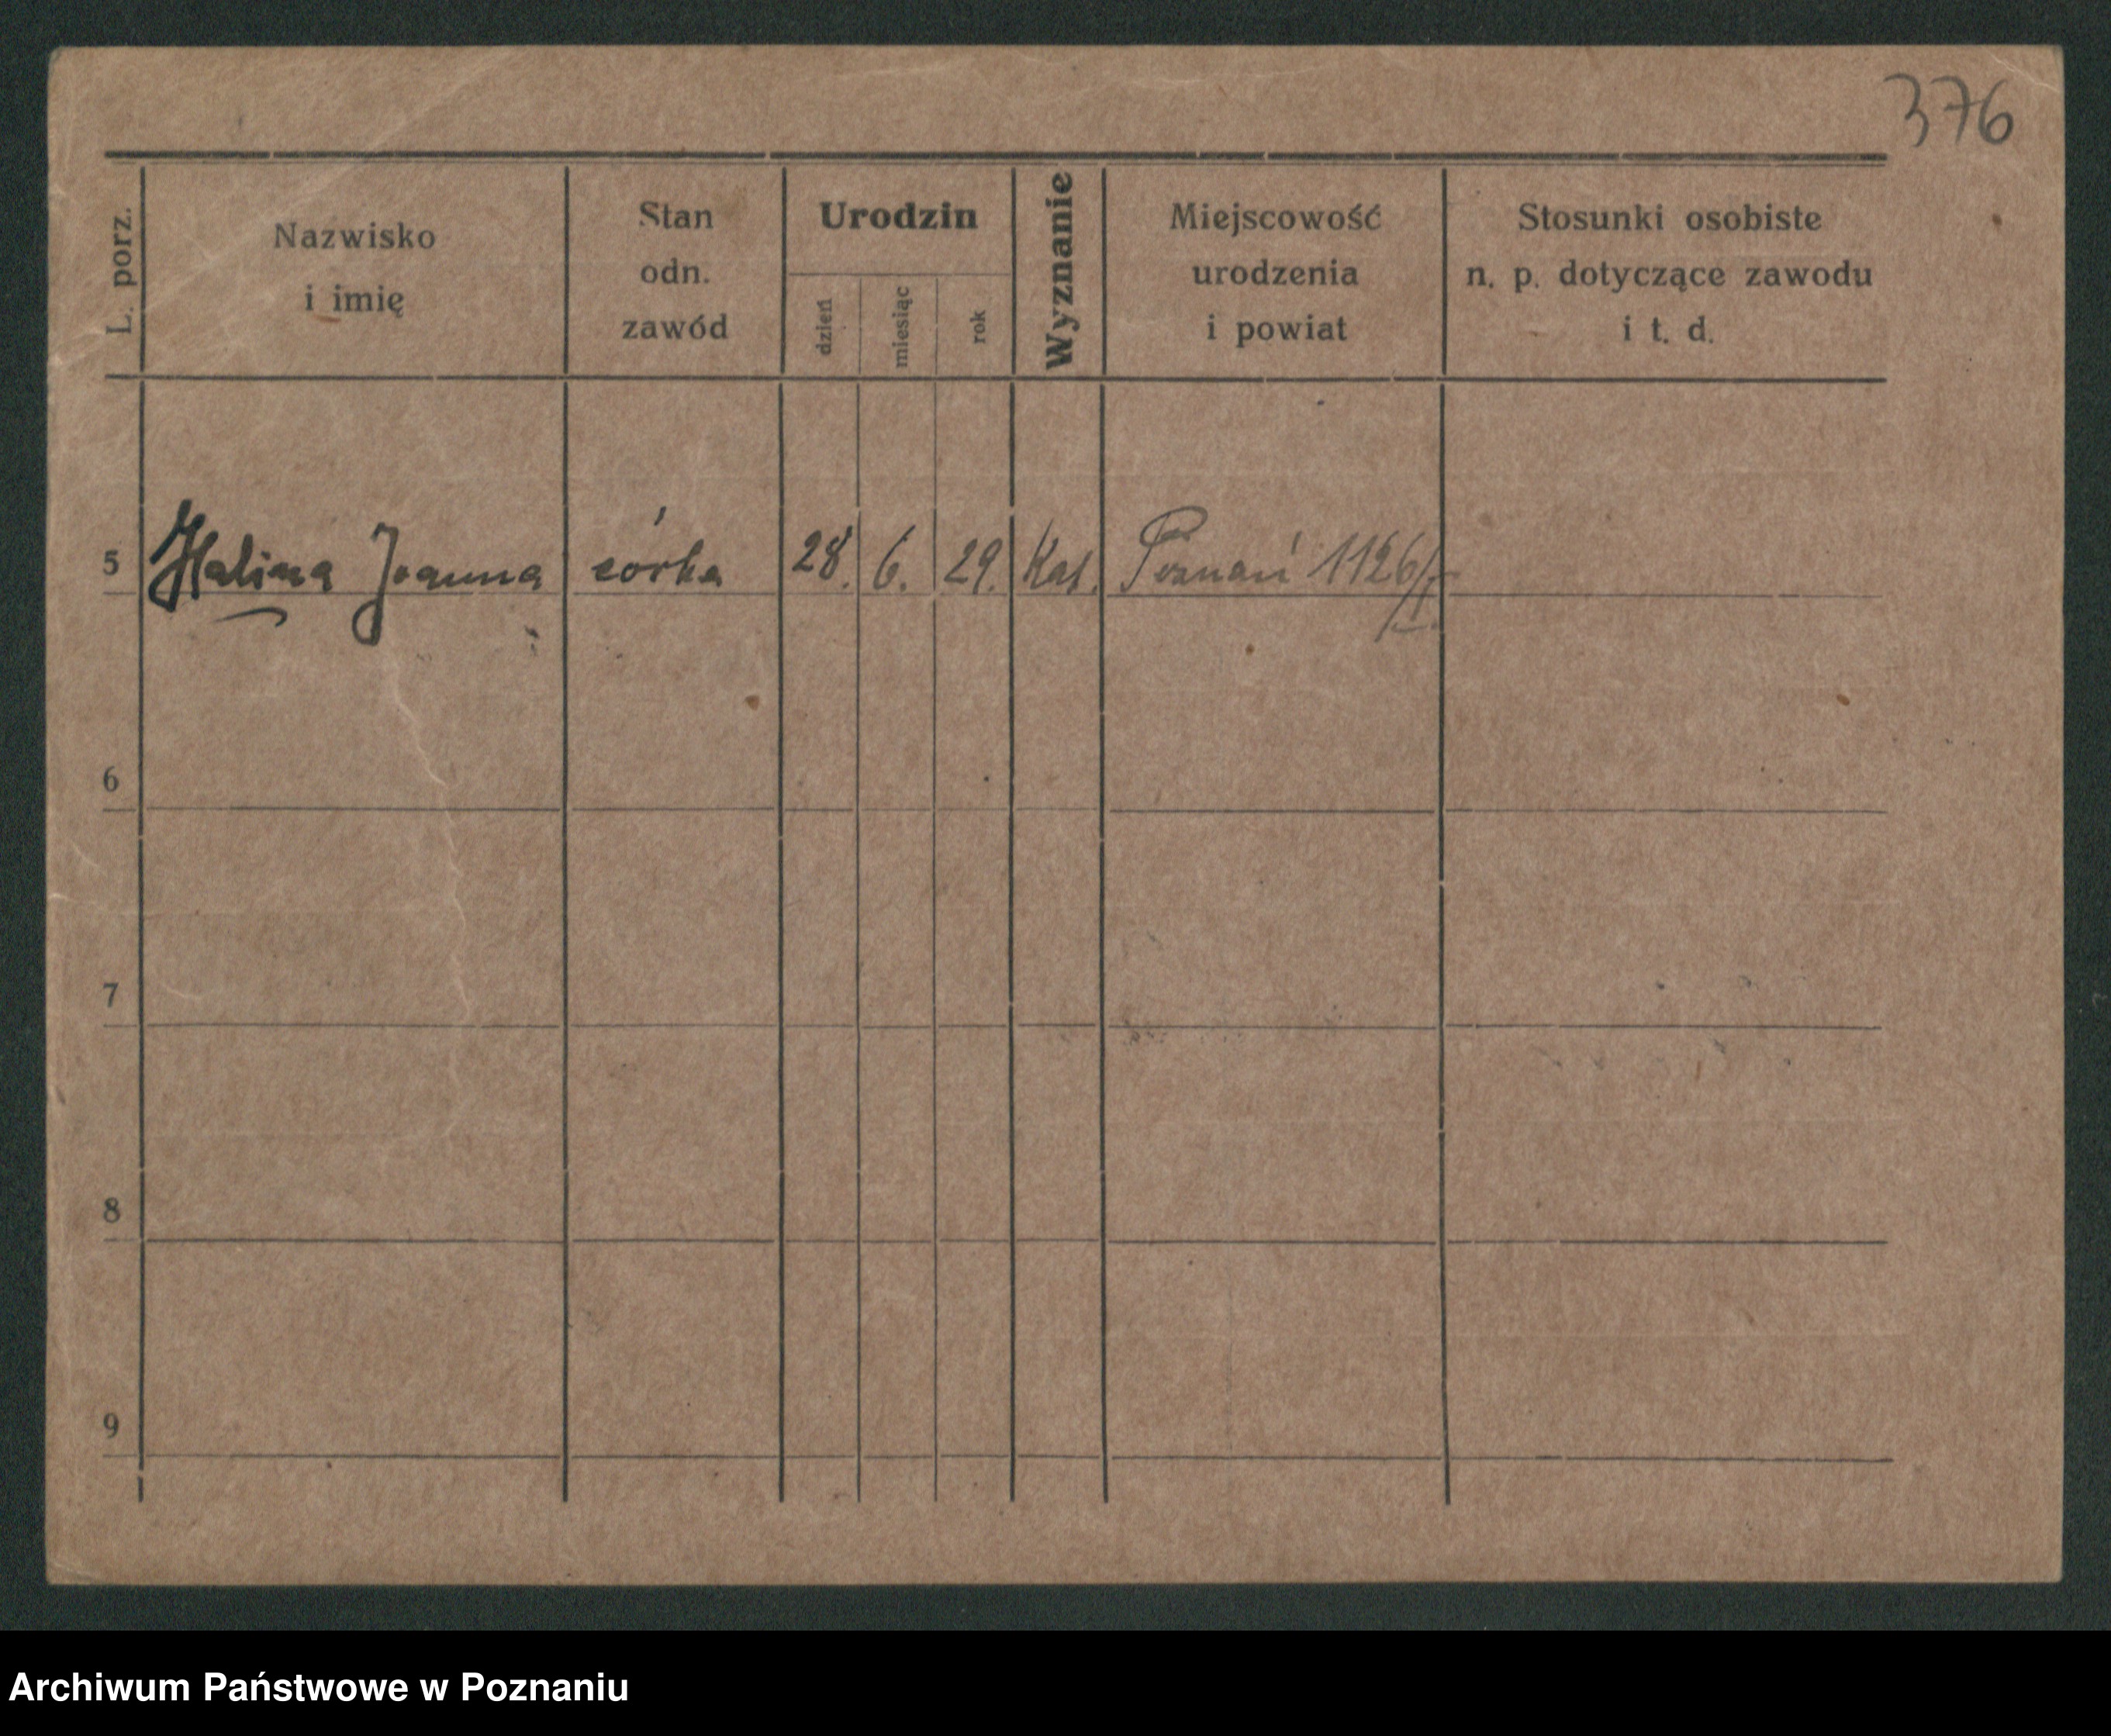 376
L. porz.
Nazwisko
i imię
Stan
odn.
zawód
Urodzin
dzień
miesiąc
rok
Wyznanie
Miejscowość
urodzenia
i powiat
Stosunki osobiste
n. p. dotyczące zawodu
i t. d.
5 Halina Joanna córka 28. 6. 29. Kat. Poznań 1126/
6
7
8
9
Archiwum Państwowe w Poznaniu